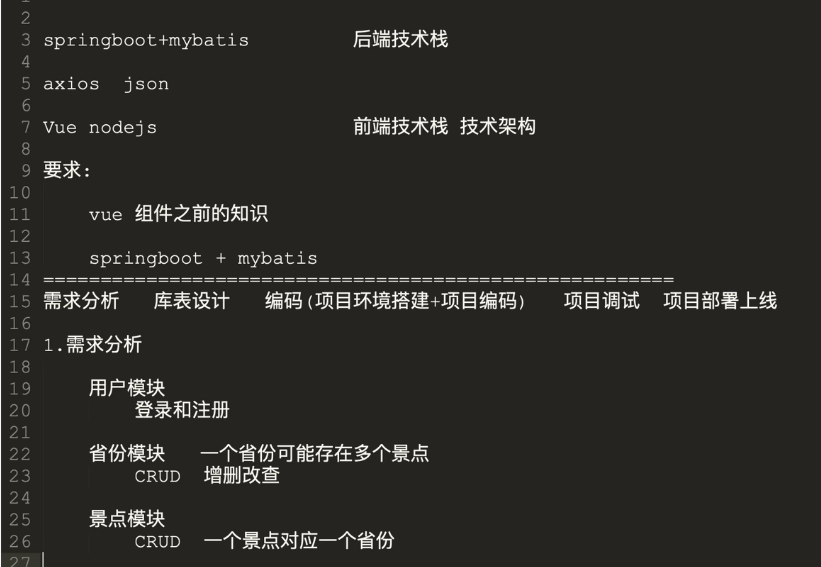 2
3 springboot+mybatis 后端技术栈
4
5 axios json
6
7 Vue nodejs 前端技术栈 技术架构
8
9 要求:
10
11 vue 组件之前的知识
12
13 springboot + mybatis
14 =======================================================
15 需求分析 库表设计 编码(项目环境搭建+项目编码) 项目调试 项目部署上线
16
17 1.需求分析
18
19 用户模块
20 登录和注册
21
22 省份模块 一个省份可能存在多个景点
23 CRUD 增删改查
24
25 景点模块
26 CRUD 一个景点对应一个省份
27